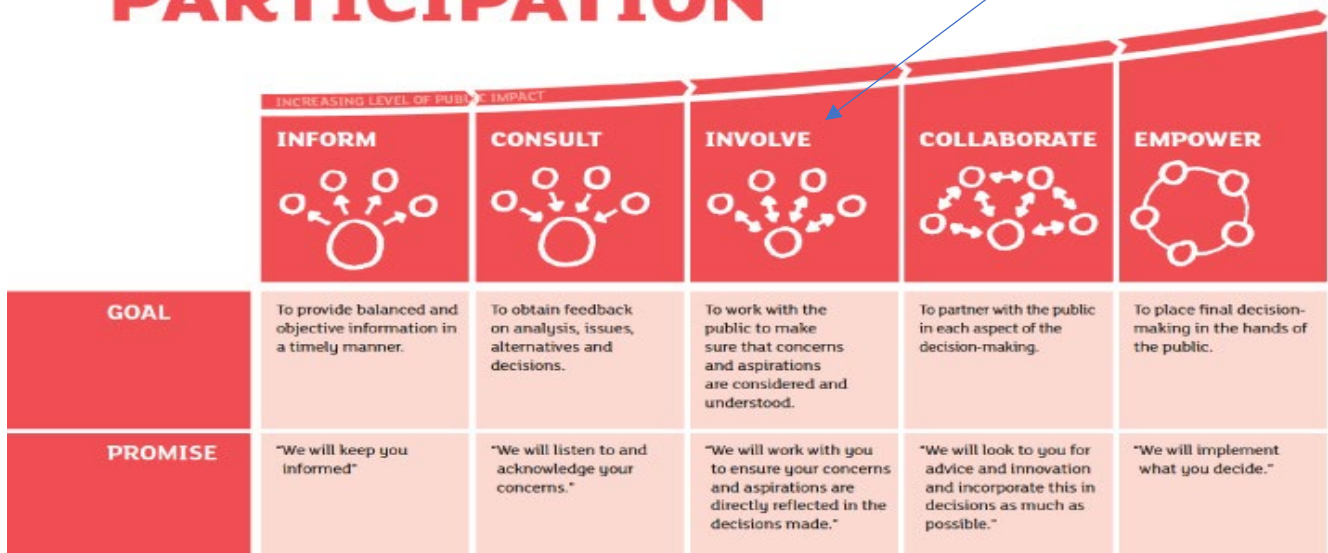 PARTICIPATION
INCREASING LEVEL OF PUBLIC IMPACT
INFORM
CONSULT
INVOLVE
COLLABORATE
EMPOWER
GOAL
To provide balanced and
objective information in
a timely manner.
To obtain feedback
on analysis, issues,
alternatives and
decisions.
To work with the
public to make
sure that concerns
and aspirations
are considered and
understood.
To partner with the public
in each aspect of the
decision-making.
To place final decision-
making in the hands of
the public.
PROMISE
"We will keep you
informed"
"We will listen to and
acknowledge your
concerns."
"We will work with you
to ensure your concerns
and aspirations are
directly reflected in the
decisions made."
"We will look to you for
advice and innovation
and incorporate this in
decisions as much as
possible."
"We will implement
what you decide."